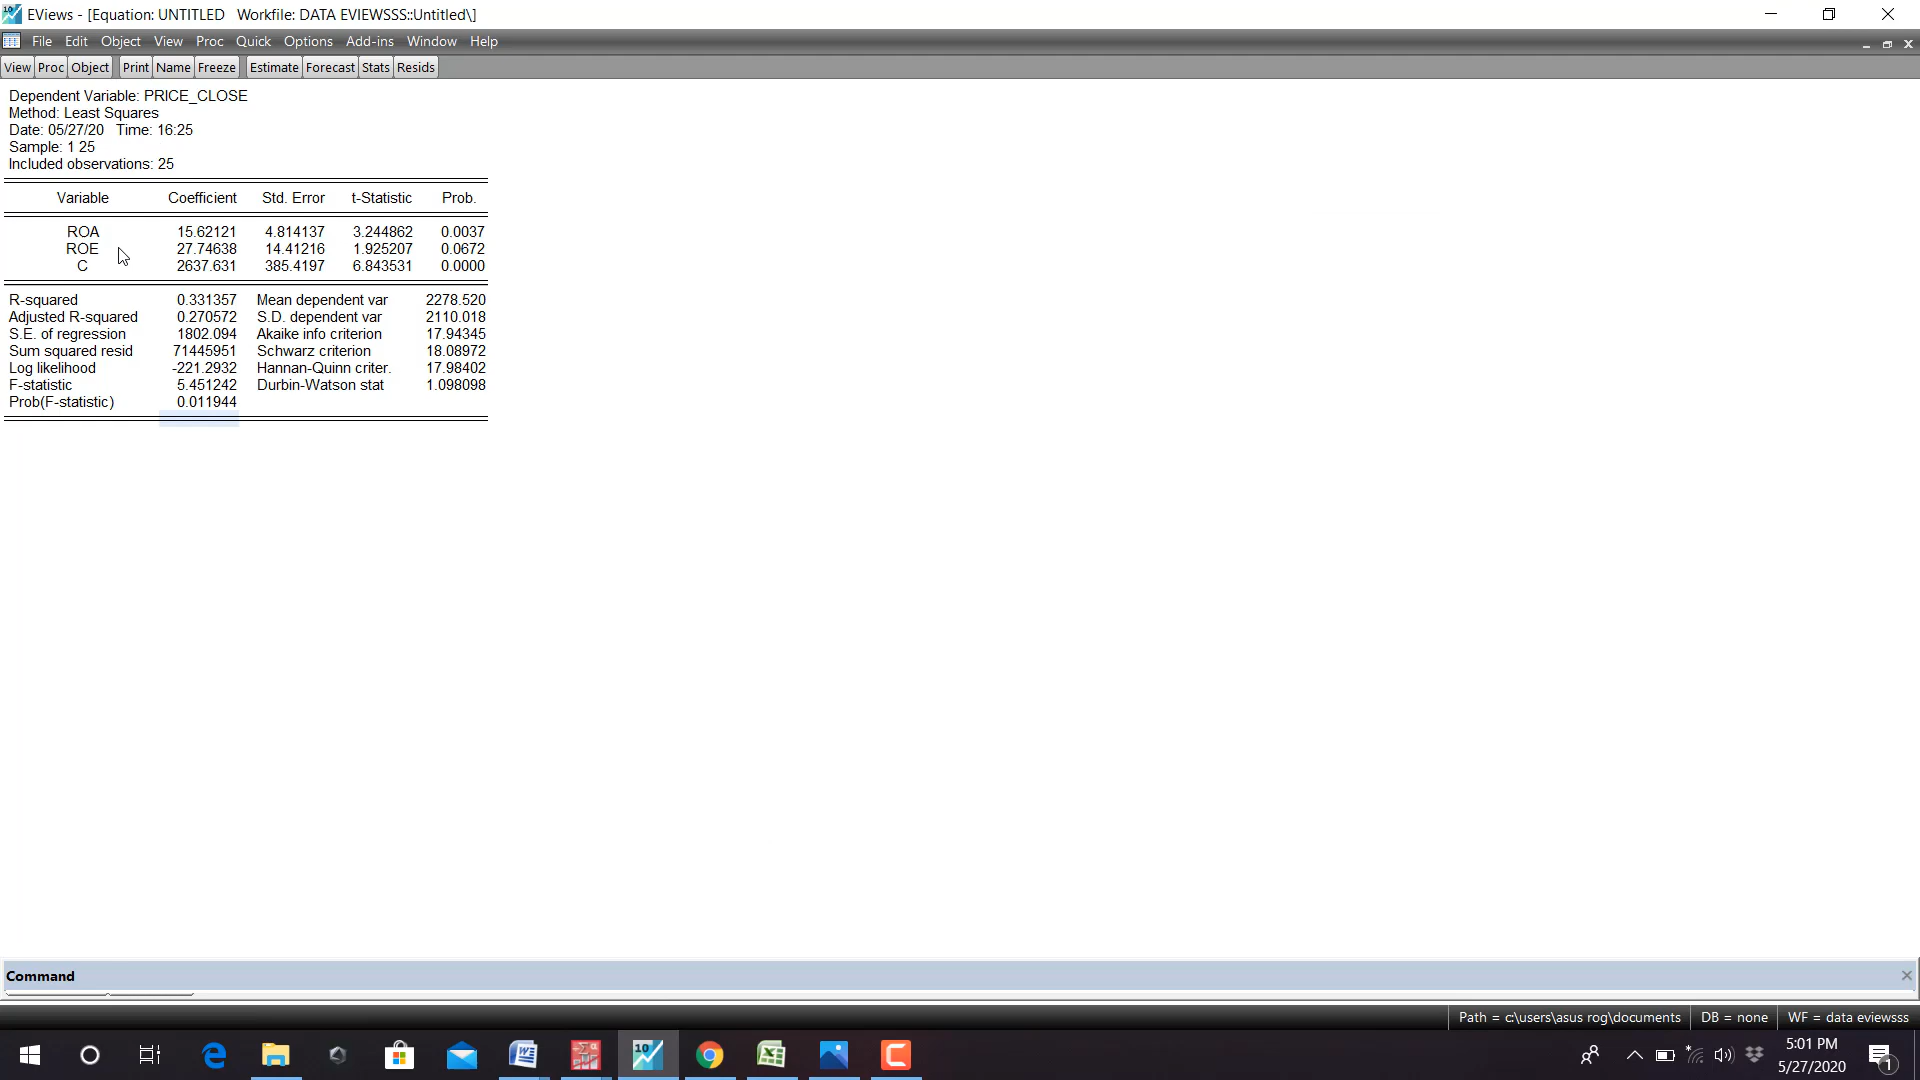 EViews - [Equation: UNTITLED   Workfile: DATA EVIEWSSS::Untitled\]
File Edit Object View Proc Quick Options Add-ins Window Help
View Proc Object Print Name Freeze Estimate Forecast Stats Resids
Dependent Variable: PRICE_CLOSE
Method: Least Squares
Date: 05/27/20   Time: 16:25
Sample: 1 25
Included observations: 25
Variable Coefficient Std. Error t-Statistic Prob.
ROA 15.62121 4.814137 3.244862 0.0037
ROE 27.74638 14.41216 1.925207 0.0672
C 2637.631 385.4197 6.843531 0.0000
R-squared 0.331357 Mean dependent var 2278.520
Adjusted R-squared 0.270572 S.D. dependent var 2110.018
S.E. of regression 1802.094 Akaike info criterion 17.94345
Sum squared resid 71445951 Schwarz criterion 18.08972
Log likelihood -221.2932 Hannan-Quinn criter. 17.98402
F-statistic 5.451242 Durbin-Watson stat 1.098098
Prob(F-statistic) 0.011944
Command
Path = c:\users\asus rog\documents DB = none WF = data eviewsss
5:01 PM
5/27/2020
1